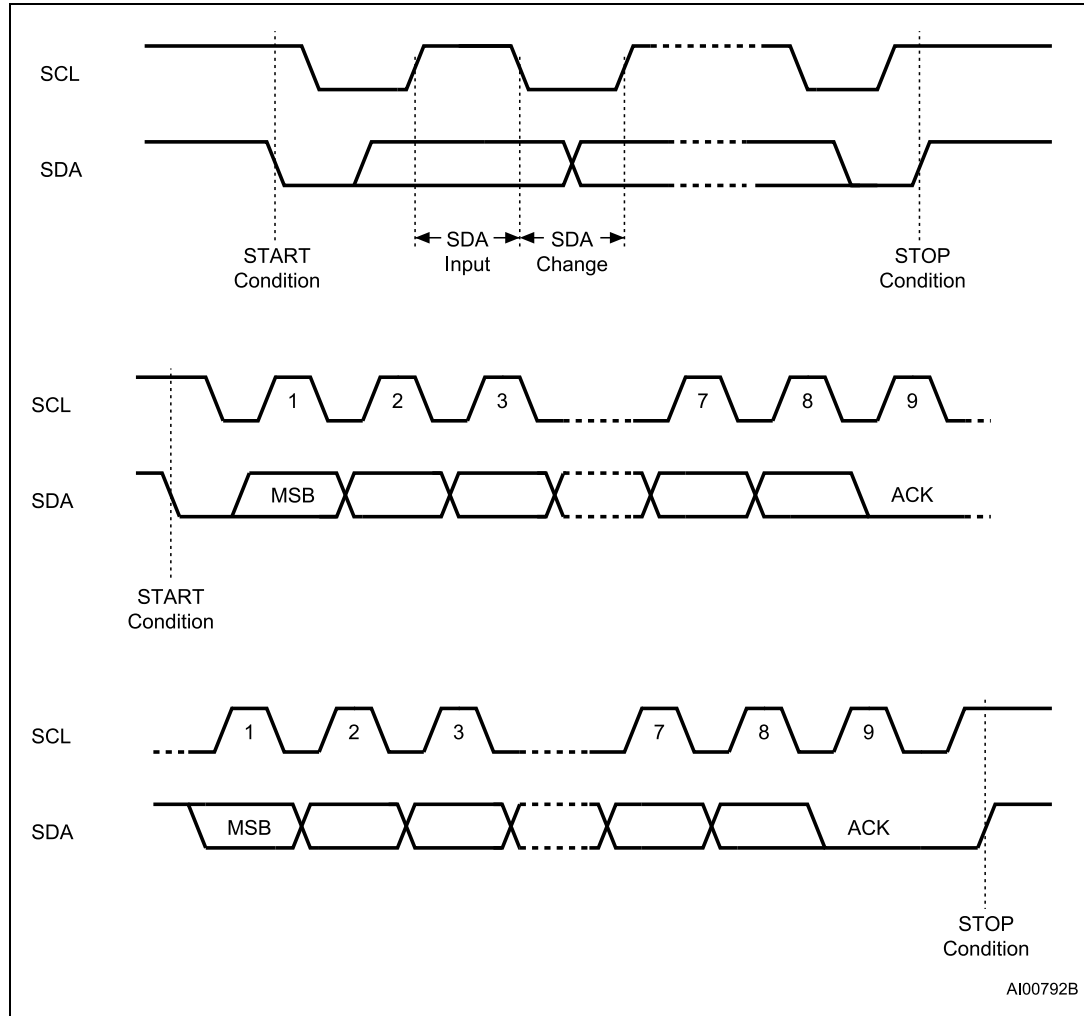 SCL
SDA
SDA
Input
SDA
Change
START
Condition
STOP
Condition
SCL
1 2 3 7 8 9
SDA
MSB
ACK
START
Condition
SCL
1 2 3 7 8 9
SDA
MSB
ACK
STOP
Condition
AI00792B